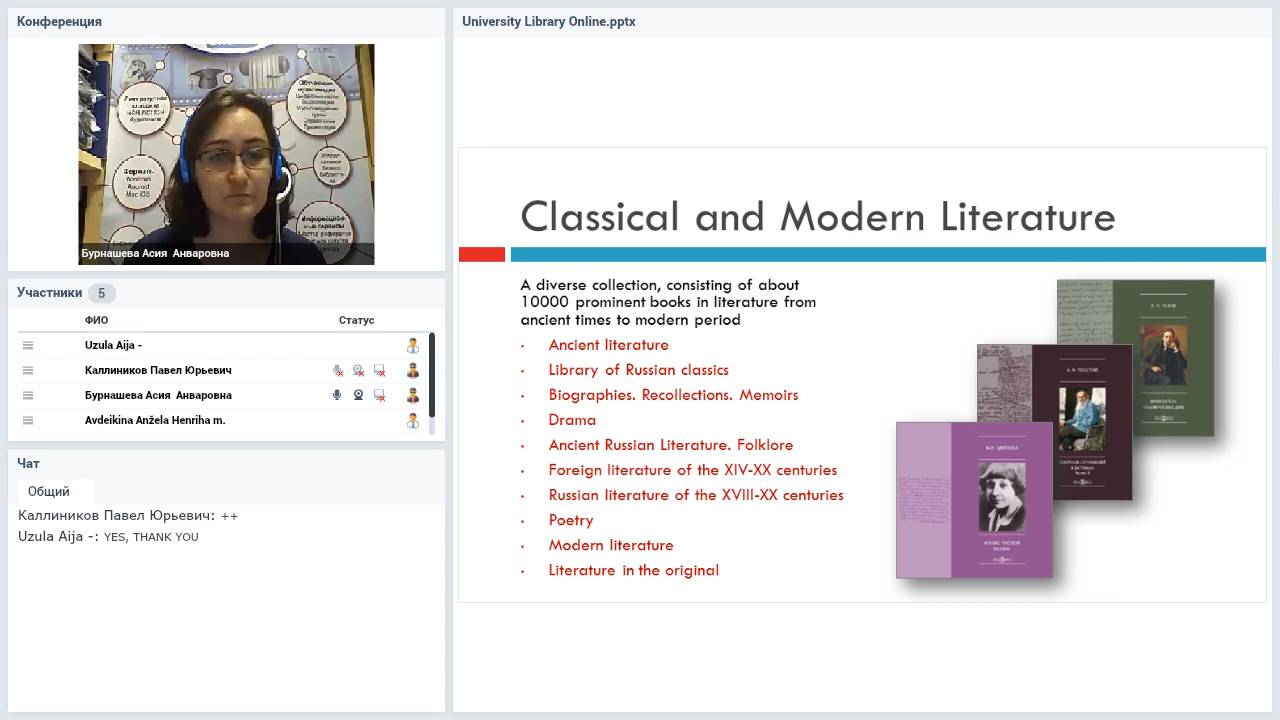 Конференция
Бурнашева Асия Анваровна
Участники 5
ФИО Статус
Uzula Aija -
Каллиников Павел Юрьевич
Бурнашева Асия Анваровна
Avdeikina Anžela Henriha m.
Чат
Общий
Каллиников Павел Юрьевич: ++
Uzula Aija -: YES, THANK YOU
University Library Online.pptx
Classical and Modern Literature
A diverse collection, consisting of about
10000 prominent books in literature from
ancient times to modern period
Ancient literature
Library of Russian classics
Biographies. Recollections. Memoirs
Drama
Ancient Russian Literature. Folklore
Foreign literature of the XIV-XX centuries
Russian literature of the XVIII-XX centuries
Poetry
Modern literature
Literature in the original
А. П. ЧЕХОВ
М.И. ЦВЕТАЕВА